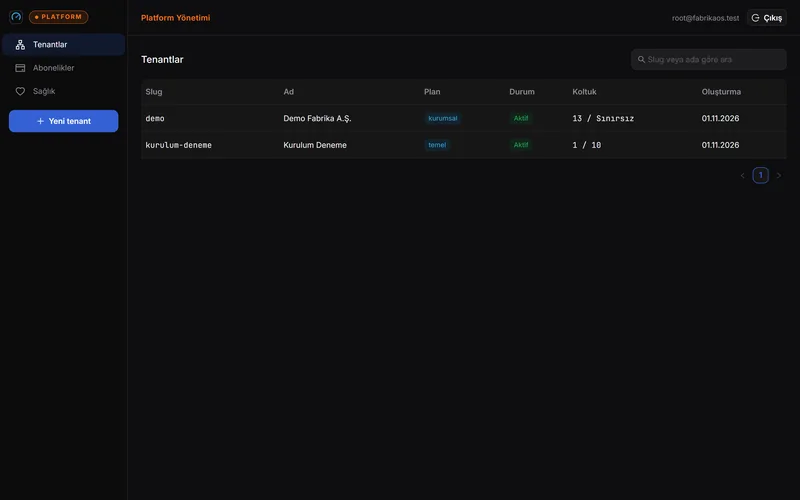 PLATFORM
Platform Yönetimi
root@fabrikaos.test
Çıkış
Tenantlar
Abonelikler
Sağlık
+ Yeni tenant
Tenantlar
Slug veya ada göre ara
Slug Ad Plan Durum Koltuk Oluşturma
demo Demo Fabrika A.Ş. kurumsal Aktif 13 / Sınırsız 01.11.2026
kurulum-deneme Kurulum Deneme temel Aktif 1 / 10 01.11.2026
< 1 >